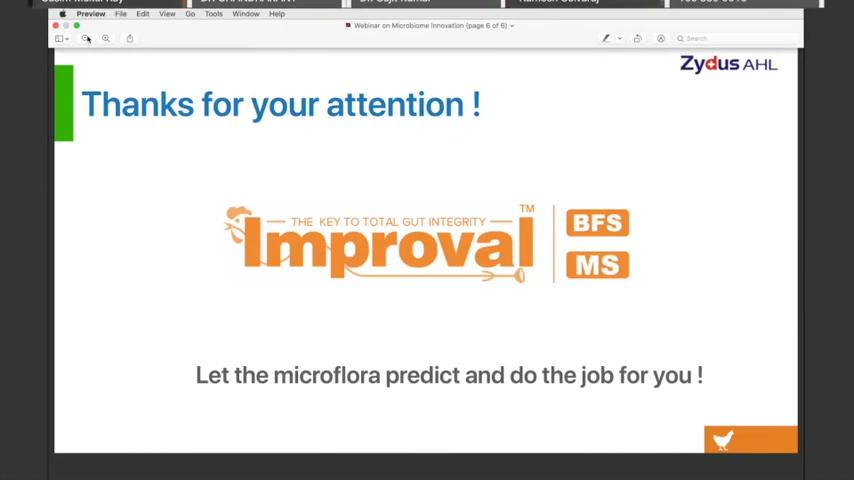 Preview File Edit View Go Tools Window Help
Webinar on Microbiome Innovation (page 6 of 6)
Search
Zydus AHL
Thanks for your attention !
THE KEY TO TOTAL GUT INTEGRITY
TM
Improval
BFS
MS
Let the microflora predict and do the job for you !